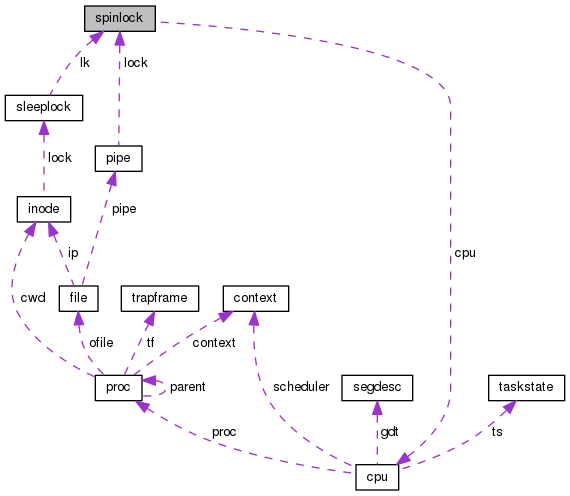 spinlock
lk
lock
sleeplock
pipe
lock
inode
pipe
cpu
ip
cwd
file
trapframe
context
ofile
tf
context
proc
parent
scheduler
segdesc
taskstate
proc
gdt
ts
cpu